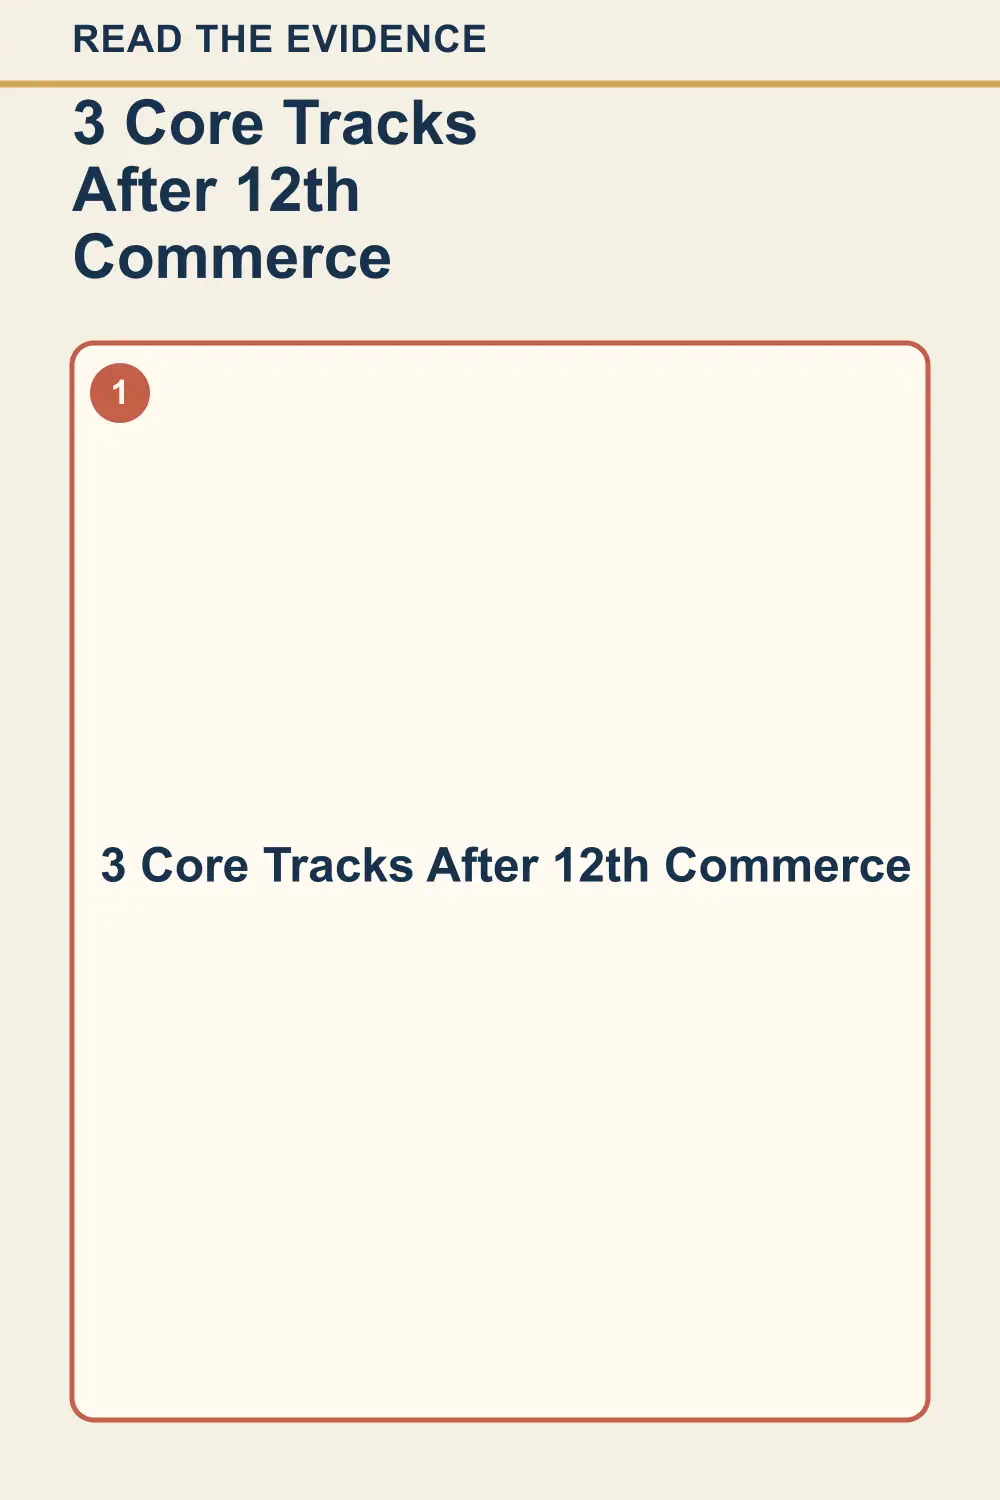 READ THE EVIDENCE
3 Core Tracks
After 12th
Commerce
1
3 Core Tracks After 12th Commerce